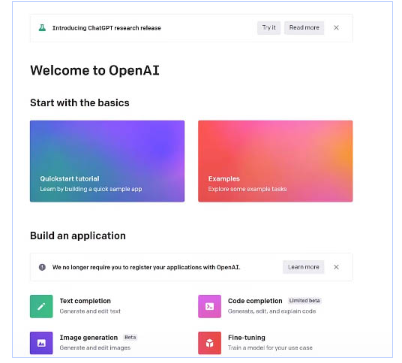 Introducing ChatGPT research release
Try it
Read more
Welcome to OpenAI
Start with the basics
Quickstart tutorial
Learn by building a quick sample app
Examples
Explore some example tasks
Build an application
We no longer require you to register your applications with OpenAI.
Learn more
Text completion
Generate and edit text
Code completion Limited beta
Generate, edit, and explain code
Image generation Beta
Generate and edit images
Fine-tuning
Train a model for your use case